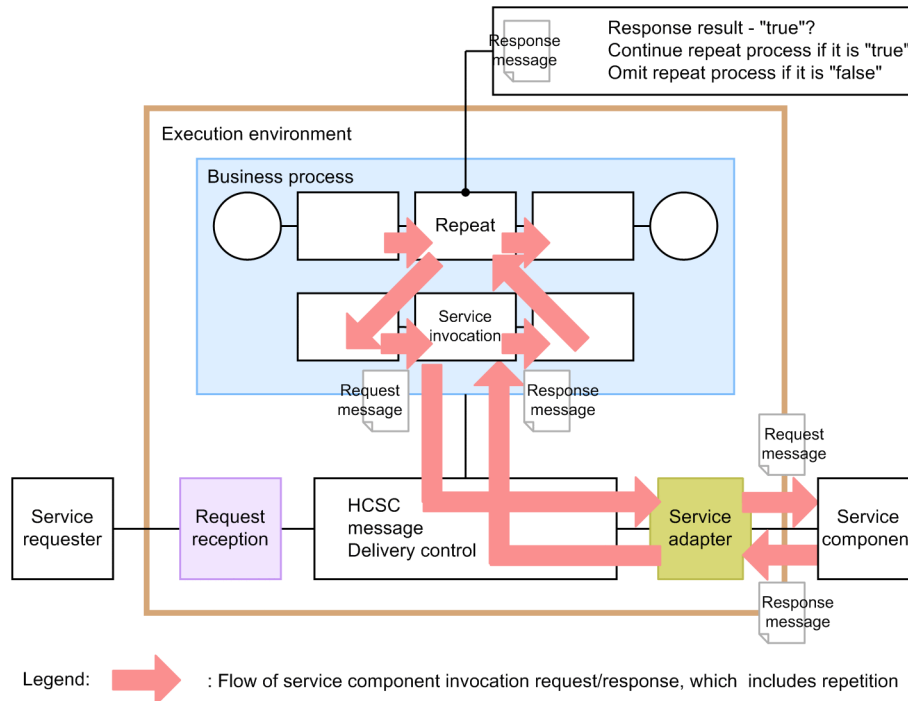 Response
message
Response result - "true"?
Continue repeat process if it is "true"
Omit repeat process if it is "false"
Execution environment
Business process
Repeat
Service
invocation
Request
message
Response
message
Request
message
Service
requester
Request
reception
HCSC
message
Delivery control
Service
adapter
Service
component
Response
message
Legend:
: Flow of service component invocation request/response, which includes repetition